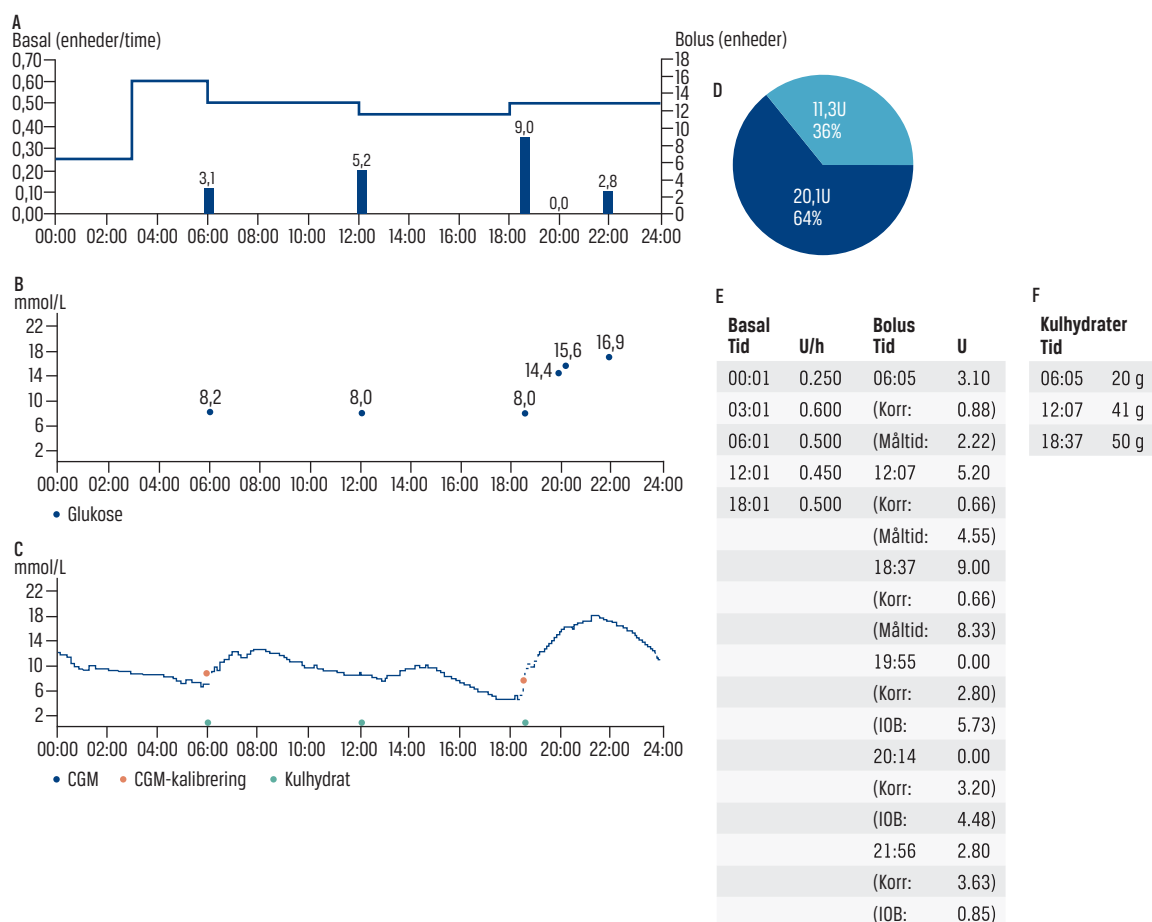 A
Basal (enheder/time)
Bolus (enheder)
0,70
0,60
0,50
0,40
0,30
0,20
0,10
0,00
18
16
14
12
10
8
6
4
2
0
3,1
5,2
9,0
0,0
2,8
00:00 02:00 04:00 06:00 08:00 10:00 12:00 14:00 16:00 18:00 20:00 22:00 24:00
B
mmol/L
22
18
14
10
6
2
8,2
8,0
8,0
14,4
15,6
16,9
00:00 02:00 04:00 06:00 08:00 10:00 12:00 14:00 16:00 18:00 20:00 22:00 24:00
• Glukose
C
mmol/L
22
18
14
10
6
2
00:00 02:00 04:00 06:00 08:00 10:00 12:00 14:00 16:00 18:00 20:00 22:00 24:00
• CGM • CGM-kalibrering • Kulhydrat
D
11,3U
36%
20,1U
64%
E
Basal Bolus
Tid U/h Tid U
00:01 0.250 06:05 3.10
03:01 0.600 (Korr: 0.88)
06:01 0.500 (Måltid: 2.22)
12:01 0.450 12:07 5.20
18:01 0.500 (Korr: 0.66)
(Måltid: 4.55)
18:37 9.00
(Korr: 0.66)
(Måltid: 8.33)
19:55 0.00
(Korr: 2.80)
(IOB: 5.73)
20:14 0.00
(Korr: 3.20)
(IOB: 4.48)
21:56 2.80
(Korr: 3.63)
(IOB: 0.85)
F
Kulhydrater
Tid
06:05 20 g
12:07 41 g
18:37 50 g